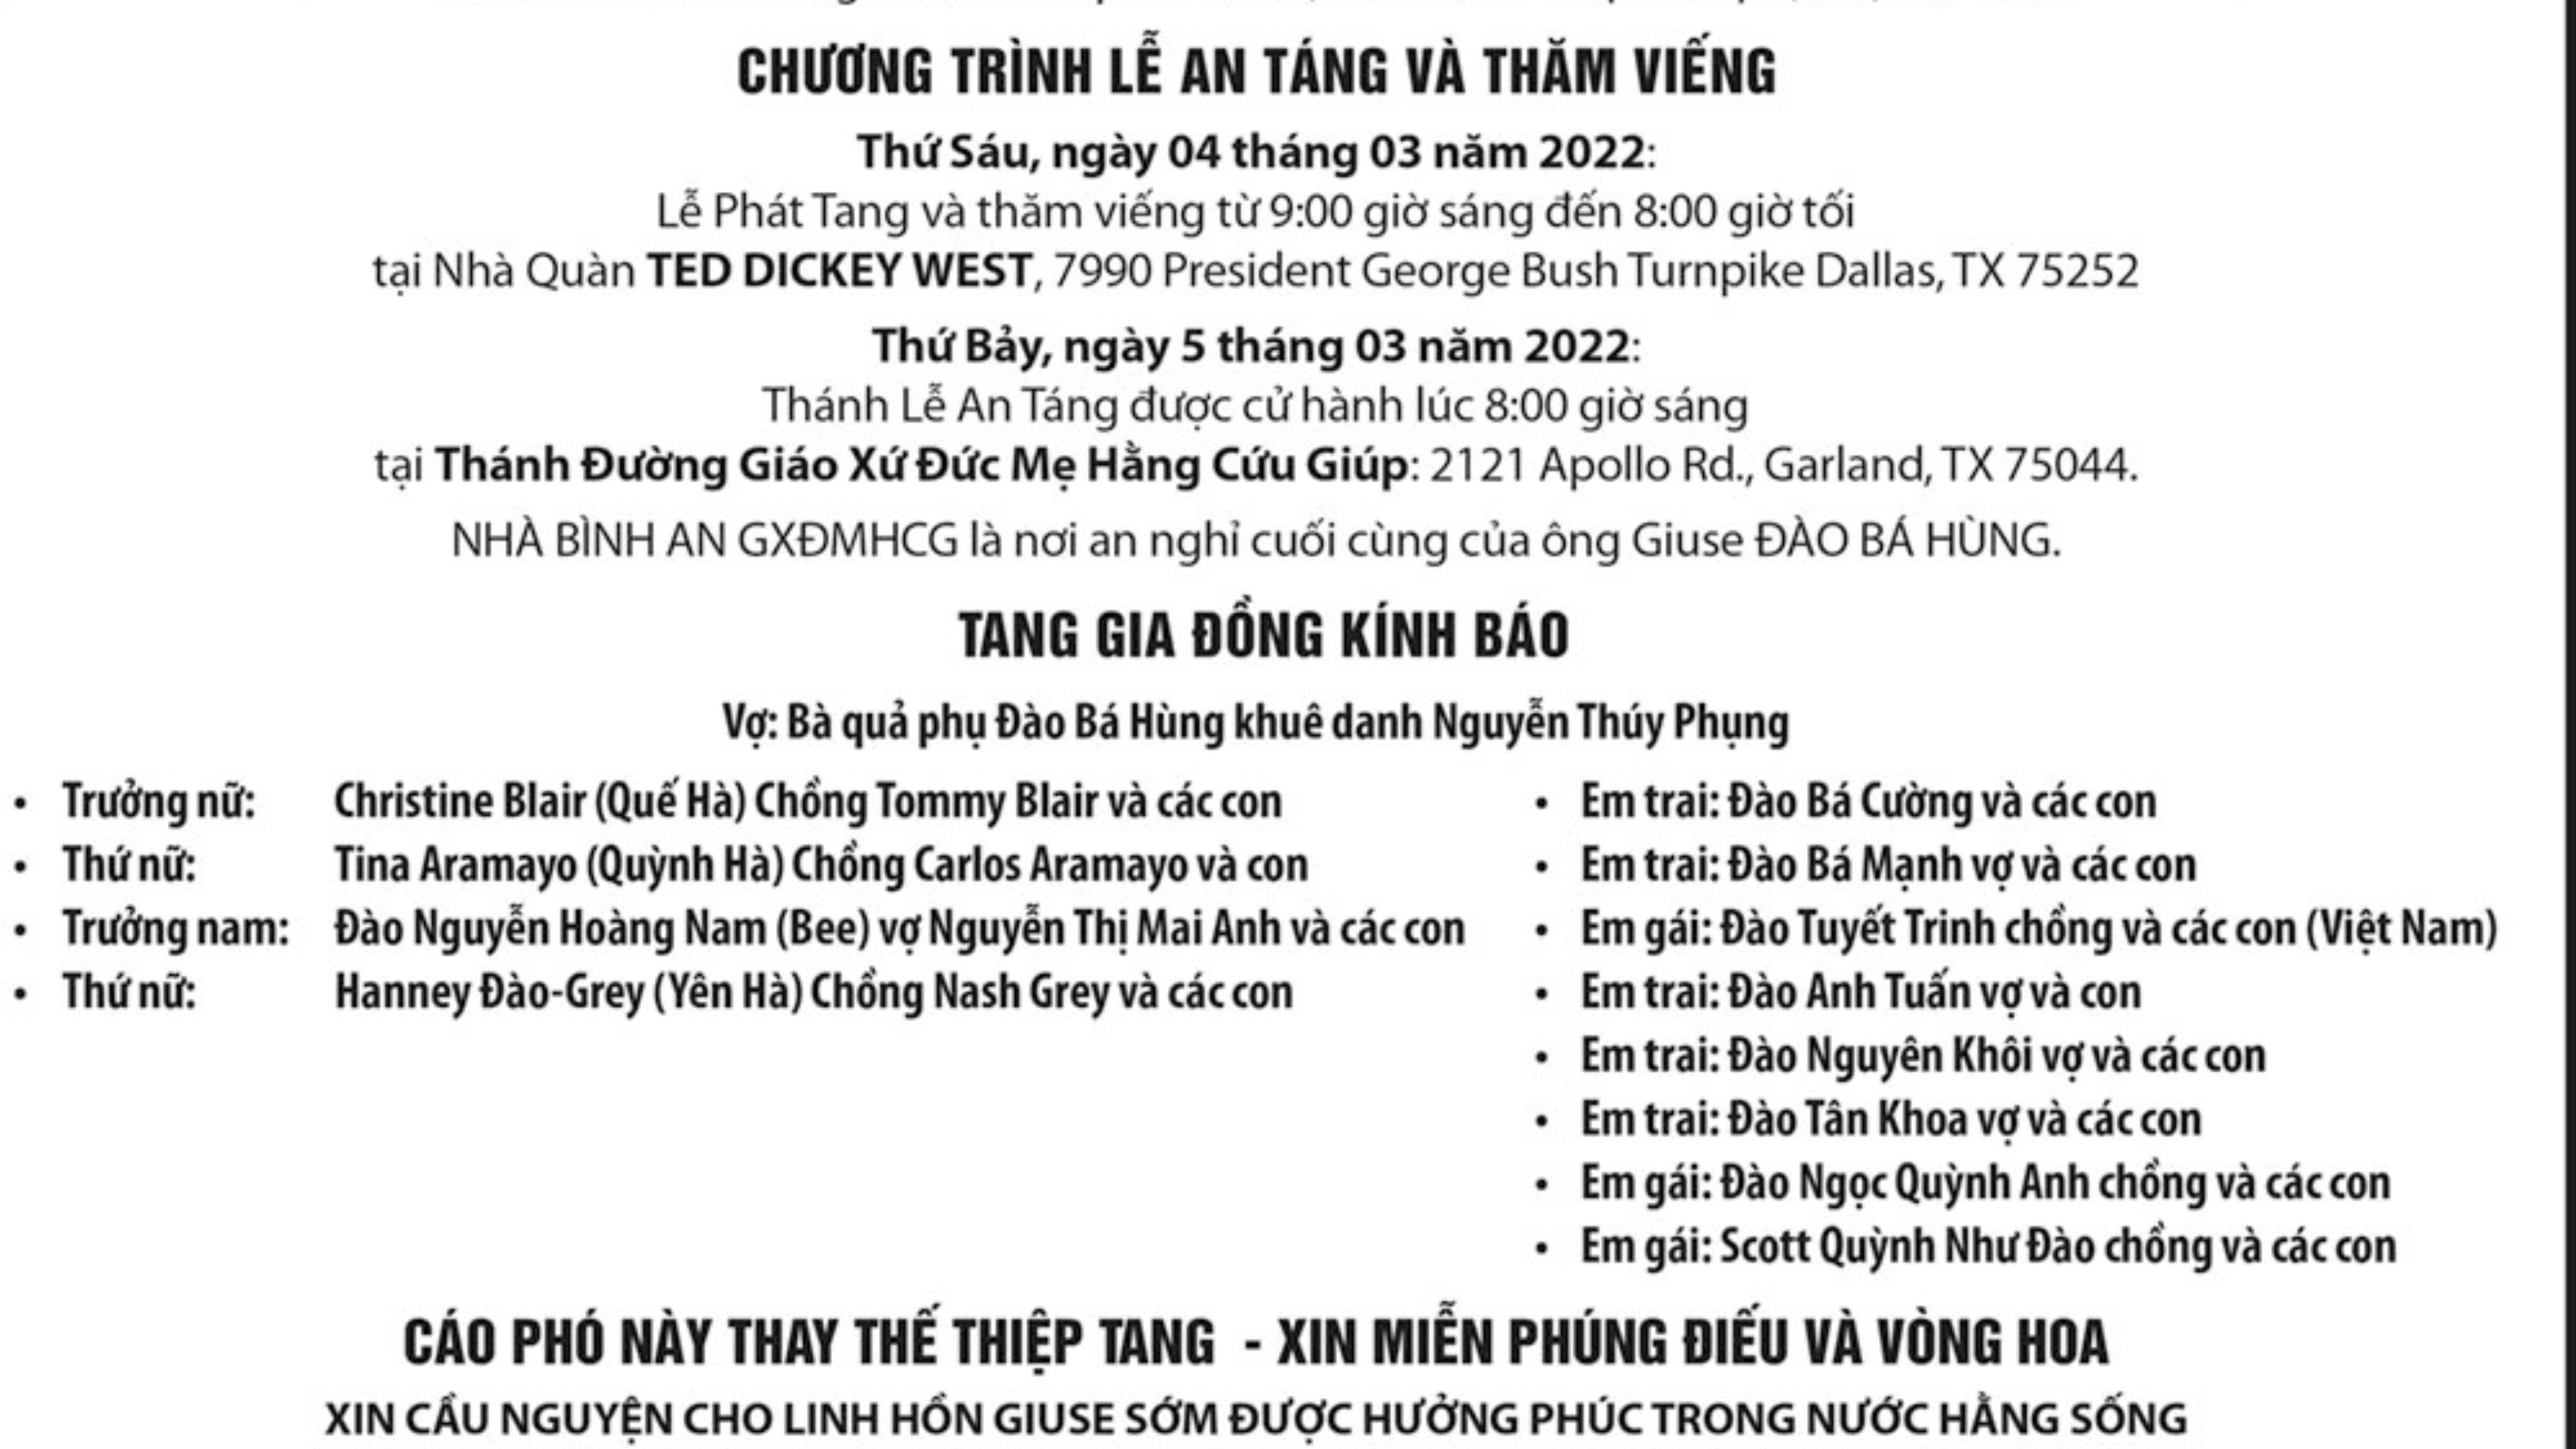 CHƯƠNG TRÌNH LỄ AN TÁNG VÀ THĂM VIẾNG
Thứ Sáu, ngày 04 tháng 03 năm 2022:
Lễ Phát Tang và thăm viếng từ 9:00 giờ sáng đến 8:00 giờ tối
tại Nhà Quàn TED DICKEY WEST, 7990 President George Bush Turnpike Dallas, TX 75252
Thứ Bảy, ngày 5 tháng 03 năm 2022:
Thánh Lễ An Táng được cử hành lúc 8:00 giờ sáng
tại Thánh Đường Giáo Xứ Đức Mẹ Hằng Cứu Giúp: 2121 Apollo Rd., Garland, TX 75044.
NHÀ BÌNH AN GXĐMHCG là nơi an nghỉ cuối cùng của ông Giuse ĐÀO BÁ HÙNG.
TANG GIA ĐỒNG KÍNH BÁO
Vợ: Bà quả phụ Đào Bá Hùng khuê danh Nguyễn Thúy Phụng
• Trưởng nữ: Christine Blair (Quế Hà) Chồng Tommy Blair và các con
• Thứ nữ: Tina Aramayo (Quỳnh Hà) Chồng Carlos Aramayo và con
• Trưởng nam: Đào Nguyễn Hoàng Nam (Bee) vợ Nguyễn Thị Mai Anh và các con
• Thứ nữ: Hanney Đào-Grey (Yên Hà) Chồng Nash Grey và các con
• Em trai: Đào Bá Cường và các con
• Em trai: Đào Bá Mạnh vợ và các con
• Em gái: Đào Tuyết Trinh chồng và các con (Việt Nam)
• Em trai: Đào Anh Tuấn vợ và con
• Em trai: Đào Nguyên Khôi vợ và các con
• Em trai: Đào Tân Khoa vợ và các con
• Em gái: Đào Ngọc Quỳnh Anh chồng và các con
• Em gái: Scott Quỳnh Như Đào chồng và các con
CÁO PHÓ NÀY THAY THẾ THIỆP TANG - XIN MIỄN PHÚNG ĐIẾU VÀ VÒNG HOA
XIN CẦU NGUYỆN CHO LINH HỒN GIUSE SỚM ĐƯỢC HƯỞNG PHÚC TRONG NƯỚC HẰNG SỐNG